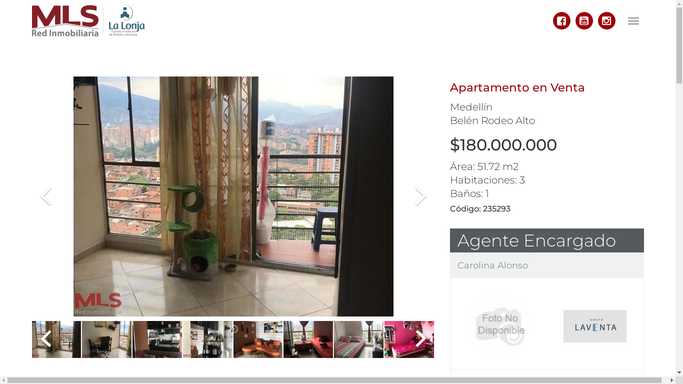 MLS
Red Inmobiliaria
La Lonja
Apartamento en Venta
Medellín
Belén Rodeo Alto
$180.000.000
Área: 51.72 m2
Habitaciones: 3
Baños: 1
Código: 235293
Agente Encargado
Carolina Alonso
MLS
Foto No
Disponible
LAVENTA